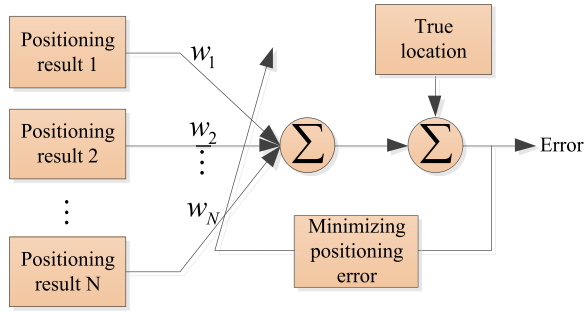 Positioning
result 1
w1
True
location
Positioning
result 2
w2
Σ
Σ
Error
⋮
⋮
wN
Minimizing
positioning
error
Positioning
result N